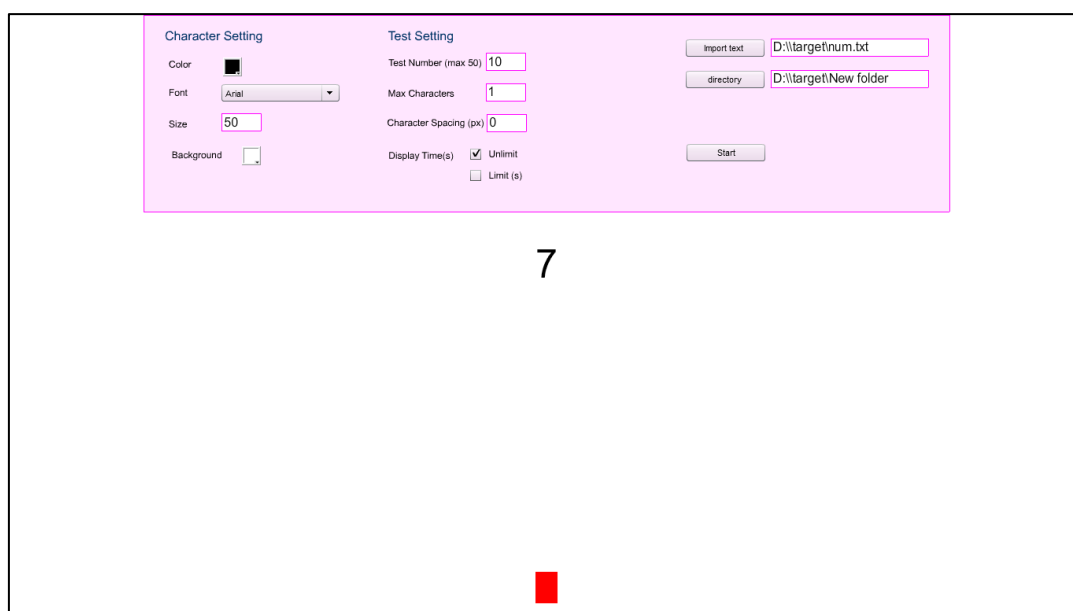 Character Setting
Color
Font Arial
Size 50
Background
Test Setting
Test Number (max 50) 10
Max Characters 1
Character Spacing (px) 0
Display Time(s) Unlimit
Limit (s)
Import text D:\\target\num.txt
directory D:\\target\New folder
Start
7